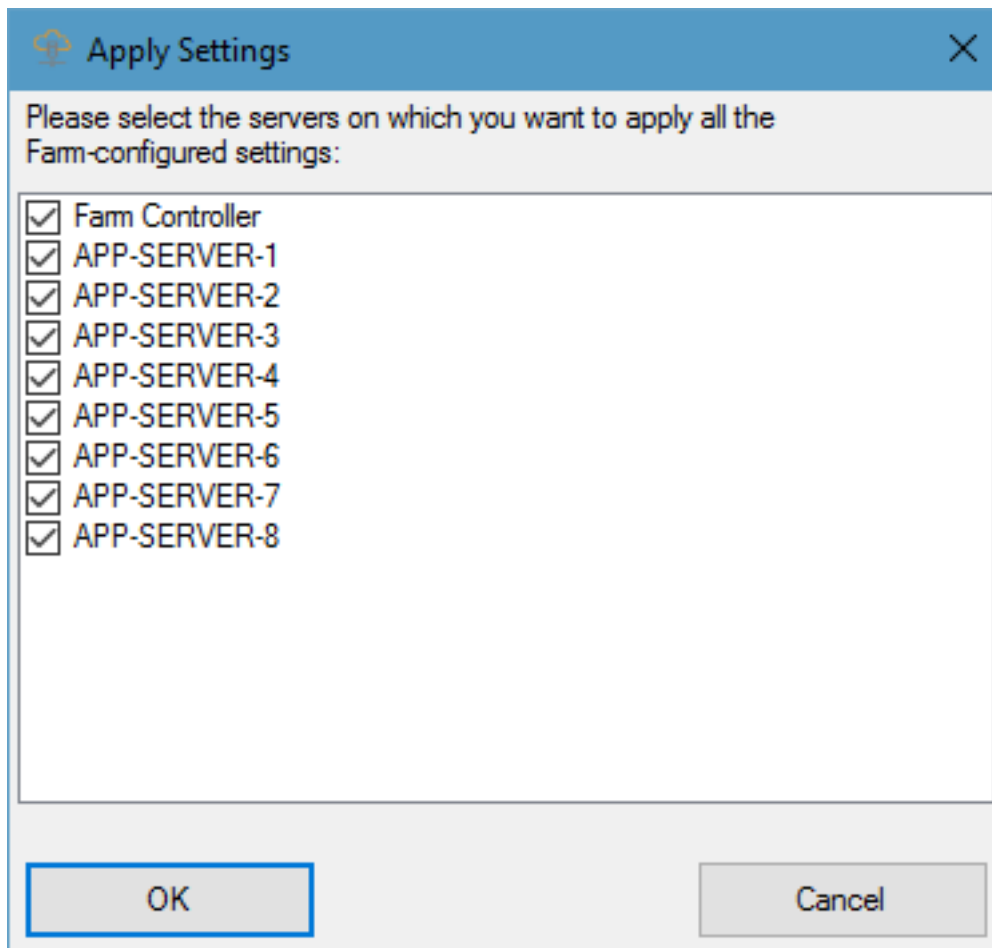 Apply Settings
Please select the servers on which you want to apply all the
Farm-configured settings:
Farm Controller
APP-SERVER-1
APP-SERVER-2
APP-SERVER-3
APP-SERVER-4
APP-SERVER-5
APP-SERVER-6
APP-SERVER-7
APP-SERVER-8
OK
Cancel